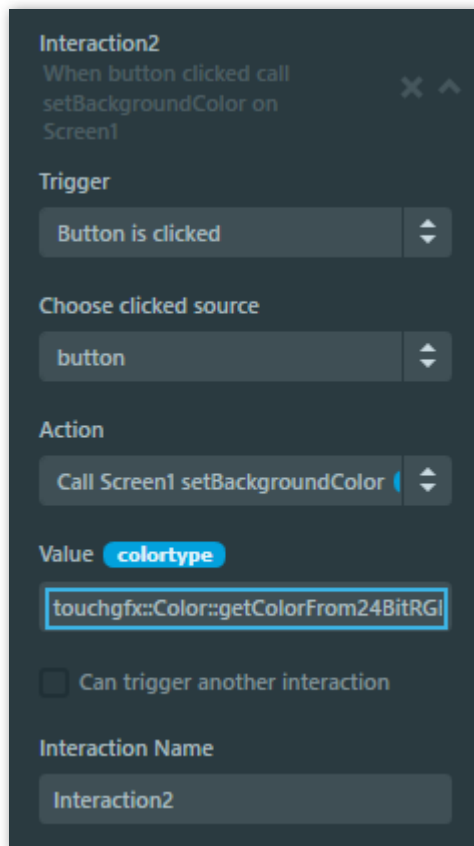 Interaction2
When button clicked call
setBackgroundColor on
Screen1
Trigger
Button is clicked
Choose clicked source
button
Action
Call Screen1 setBackgroundColor
Value colortype
touchgfx::Color::getColorFrom24BitRG
Can trigger another interaction
Interaction Name
Interaction2